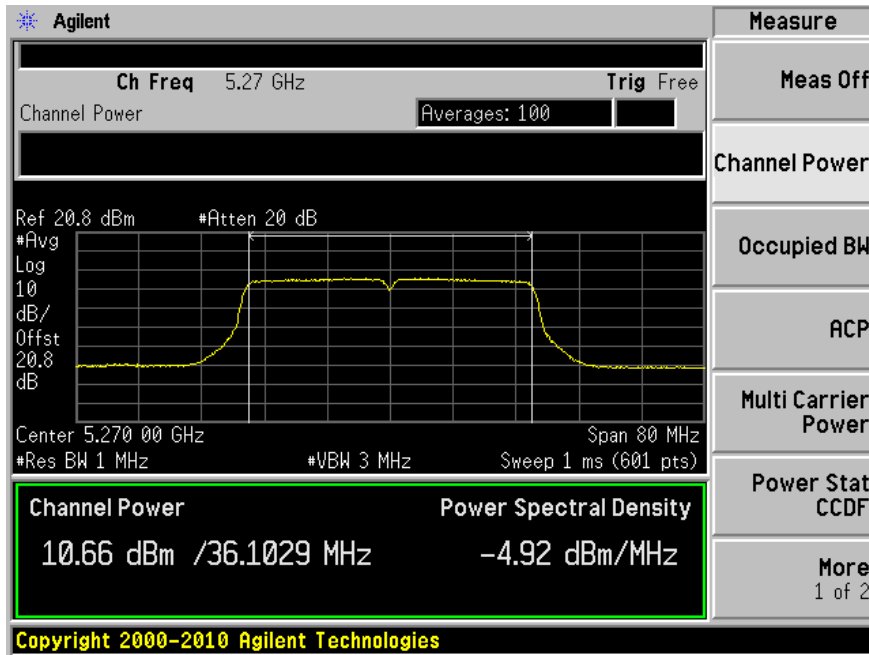 Agilent
Measure
Ch Freq 5.27 GHz Trig Free
Channel Power Averages: 100
Meas Off
Channel Power
Occupied BW
ACP
Multi Carrier
Power
Power Stat
CCDF
More
1 of 2
Ref 20.8 dBm #Atten 20 dB
#Avg
Log
10
dB/
Offst
20.8
dB
Center 5.270 00 GHz Span 80 MHz
#Res BW 1 MHz #VBW 3 MHz Sweep 1 ms (601 pts)
Channel Power Power Spectral Density
10.66 dBm /36.1029 MHz -4.92 dBm/MHz
Copyright 2000-2010 Agilent Technologies